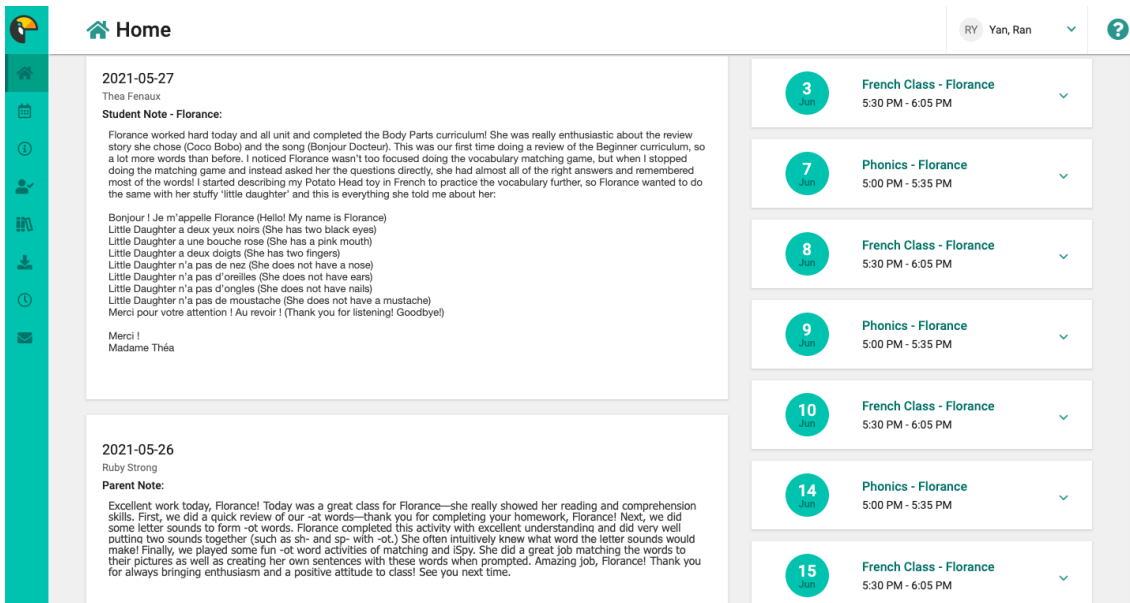 Home
RY Yan, Ran
?
2021-05-27
Thea Fenaux
Student Note - Florance:
Florance worked hard today and all unit and completed the Body Parts curriculum! She was really enthusiastic about the review
story she chose (Coco Bobo) and the song (Bonjour Docteur). This was our first time doing a review of the Beginner curriculum, so
a lot more words than before. I noticed Florance wasn't too focused doing the vocabulary matching game, but when I stopped
doing the matching game and instead asked her the questions directly, she had almost all of the right answers and remembered
most of the words! I started describing my Potato Head toy in French to practice the vocabulary further, so Florance wanted to do
the same with her stuffy 'little daughter' and this is everything she told me about her:
Bonjour ! Je m'appelle Florance (Hello! My name is Florance)
Little Daughter a deux yeux noirs (She has two black eyes)
Little Daughter a une bouche rose (She has a pink mouth)
Little Daughter a deux doigts (She has two fingers)
Little Daughter n'a pas de nez (She does not have a nose)
Little Daughter n'a pas d'oreilles (She does not have ears)
Little Daughter n'a pas d'ongles (She does not have nails)
Little Daughter n'a pas de moustache (She does not have a mustache)
Merci pour votre attention ! Au revoir ! (Thank you for listening! Goodbye!)
Merci !
Madame Théa
2021-05-26
Ruby Strong
Parent Note:
Excellent work today, Florance! Today was a great class for Florance—she really showed her reading and comprehension
skills. First, we did a quick review of our -at words—thank you for completing your homework, Florance! Next, we did
some letter sounds to form -ot words. Florance completed this activity with excellent understanding and did very well
putting two sounds together (such as sh- and sp- with -ot.) She often intuitively knew what word the letter sounds would
make! Finally, we played some fun -ot word activities of matching and iSpy. She did a great job matching the words to
their pictures as well as creating her own sentences with these words when prompted. Amazing job, Florance! Thank you
for always bringing enthusiasm and a positive attitude to class! See you next time.
3
Jun
French Class - Florance
5:30 PM - 6:05 PM
7
Jun
Phonics - Florance
5:00 PM - 5:35 PM
8
Jun
French Class - Florance
5:30 PM - 6:05 PM
9
Jun
Phonics - Florance
5:00 PM - 5:35 PM
10
Jun
French Class - Florance
5:30 PM - 6:05 PM
14
Jun
Phonics - Florance
5:00 PM - 5:35 PM
15
Jun
French Class - Florance
5:30 PM - 6:05 PM